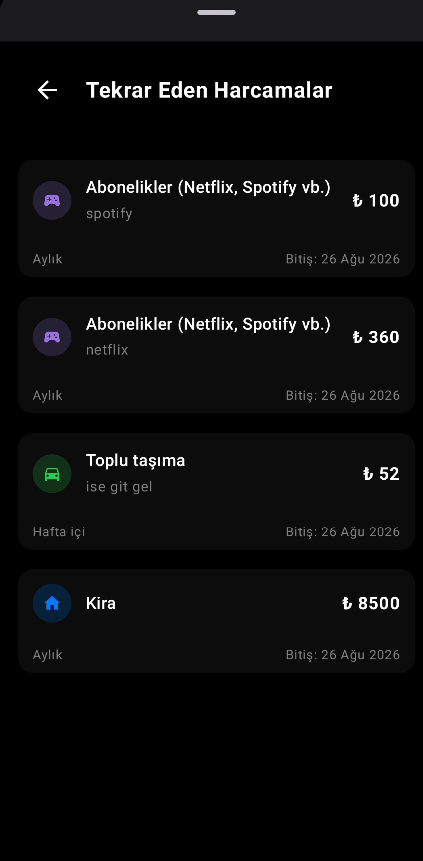 Tekrar Eden Harcamalar
Abonelikler (Netflix, Spotify vb.)
spotify
₺ 100
Aylık
Bitiş: 26 Ağu 2026
Abonelikler (Netflix, Spotify vb.)
netflix
₺ 360
Aylık
Bitiş: 26 Ağu 2026
Toplu taşıma
ise git gel
₺ 52
Hafta içi
Bitiş: 26 Ağu 2026
Kira
₺ 8500
Aylık
Bitiş: 26 Ağu 2026